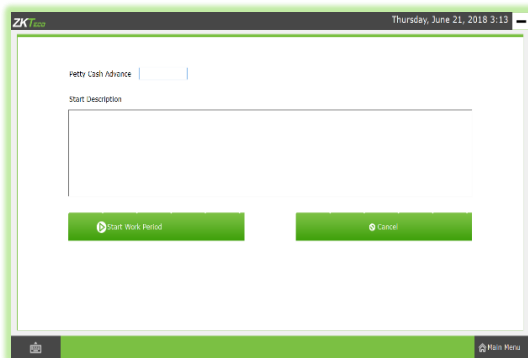 ZKTeco
Thursday, June 21, 2018 3:13
Petty Cash Advance
Start Description
Start Work Period
Cancel
Main Menu